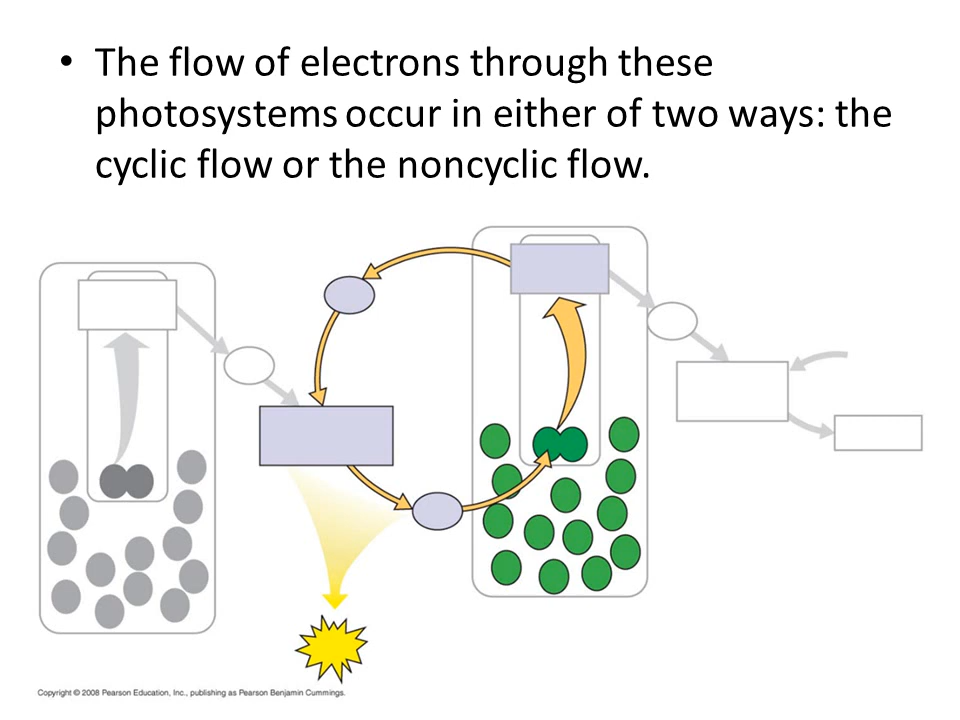 • The flow of electrons through these
photosystems occur in either of two ways: the
cyclic flow or the noncyclic flow.
Copyright © 2008 Pearson Education, Inc., publishing as Pearson Benjamin Cummings.